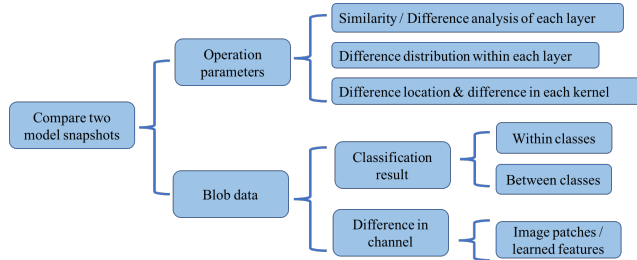 Similarity / Difference analysis of each layer
Operation
parameters
Difference distribution within each layer
Difference location & difference in each kernel
Compare two
model snapshots
Within classes
Classification
result
Between classes
Blob data
Difference in
channel
Image patches /
learned features